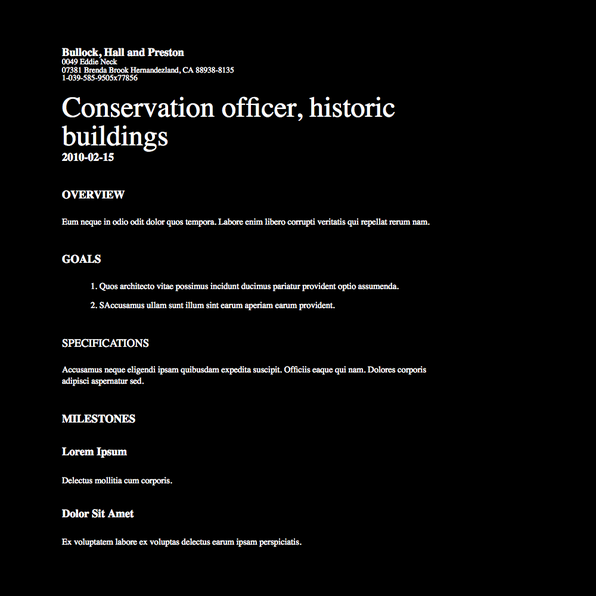 Bullock, Hall and Preston
0049 Eddie Neck
07381 Brenda Brook Hernandezland, CA 88938-8135
1-039-585-9505x77856
Conservation officer, historic
buildings
2010-02-15
OVERVIEW
Eum neque in odio odit dolor quos tempora. Labore enim libero corrupti veritatis qui repellat rerum nam.
GOALS
1. Quos architecto vitae possimus incidunt ducimus pariatur provident optio assumenda.
2. SAccusamus ullam sunt illum sint earum aperiam earum provident.
SPECIFICATIONS
Accusamus neque eligendi ipsam quibusdam expedita suscipit. Officiis eaque qui nam. Dolores corporis
adipisci aspernatur sed.
MILESTONES
Lorem Ipsum
Delectus mollitia cum corporis.
Dolor Sit Amet
Ex voluptatem labore ex voluptas delectus earum ipsam perspiciatis.